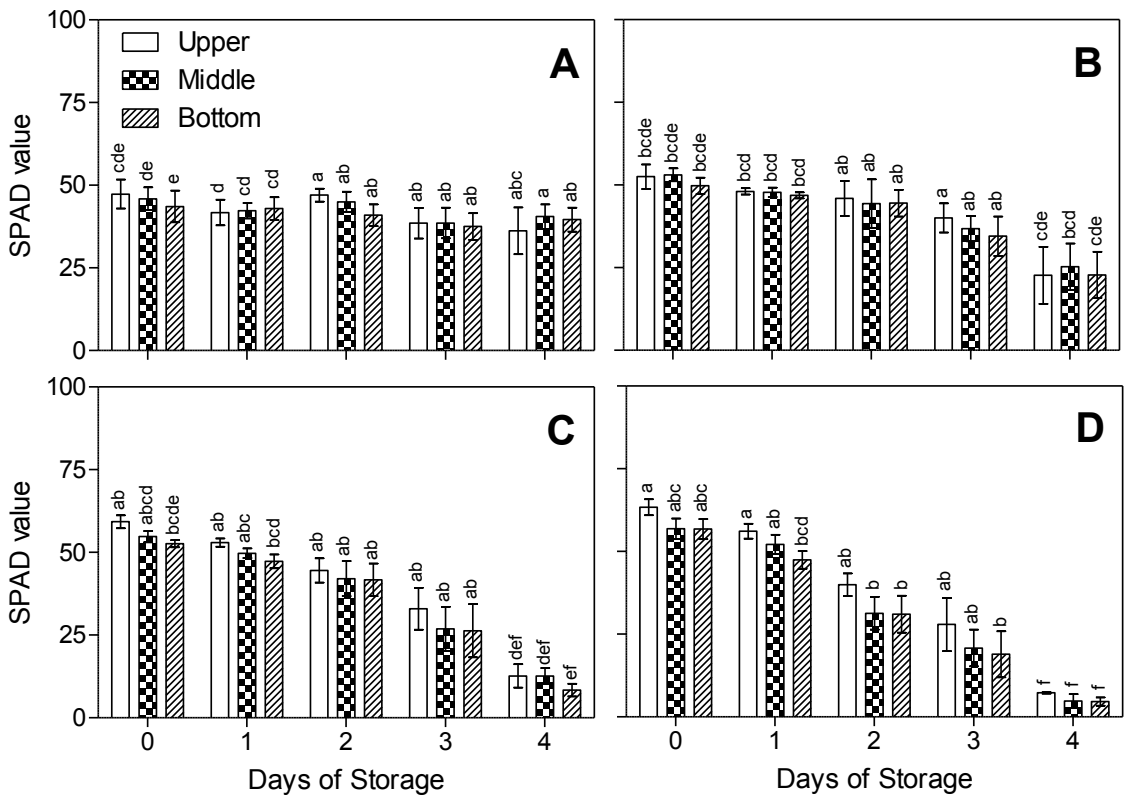 100
75
50
25
0
SPAD value
Upper
Middle
Bottom
A
cde
de
e
d
cd
cd
a
ab
ab
ab
ab
ab
abc
a
ab
B
bcde
bcde
bcde
bcd
bcd
bcd
ab
ab
ab
a
ab
ab
cde
bcd
cde
100
75
50
25
0
SPAD value
C
ab
abcd
bcde
ab
abc
bcd
ab
ab
ab
ab
ab
ab
def
def
ef
0 1 2 3 4
Days of Storage
D
a
abc
abc
a
ab
bcd
ab
b
b
ab
ab
b
f
f
f
0 1 2 3 4
Days of Storage